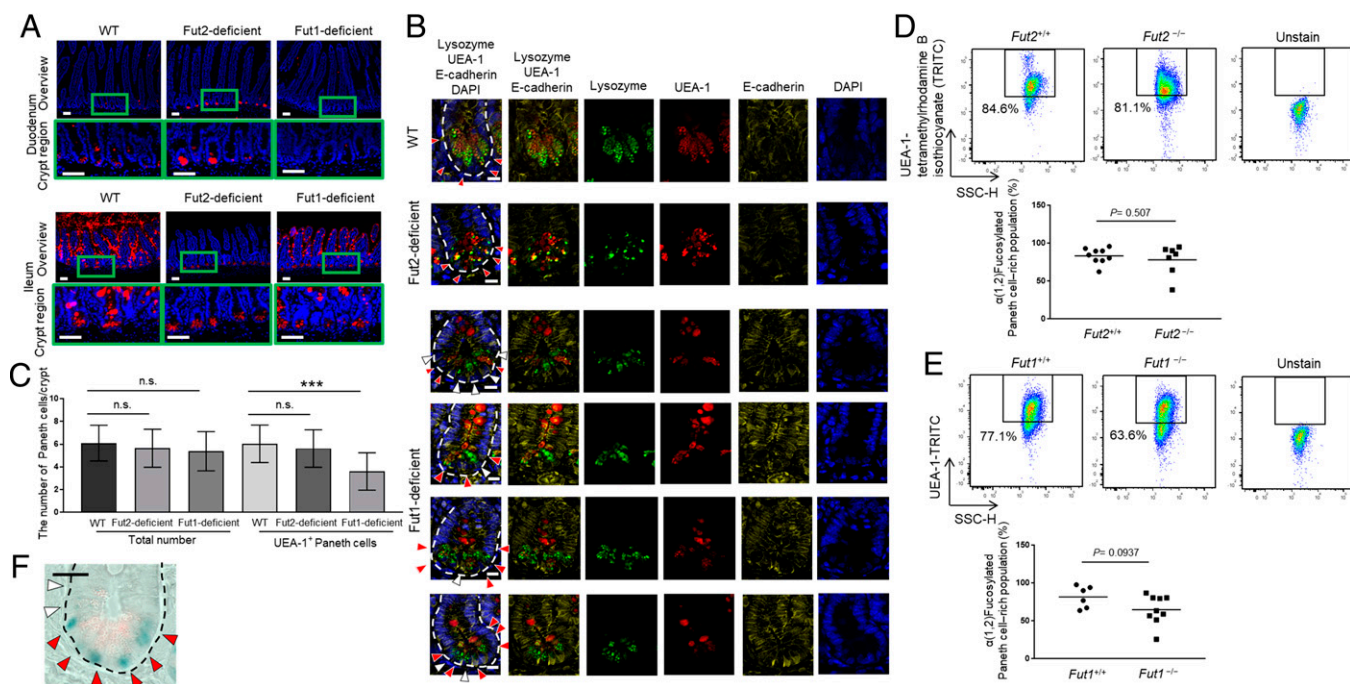 A
WT
Fut2-deficient
Fut1-deficient
Duodenum
Overview
Crypt region
WT
Fut2-deficient
Fut1-deficient
Ileum
Overview
Crypt region
B
Lysozyme
UEA-1
E-cadherin
DAPI
Lysozyme
UEA-1
E-cadherin
Lysozyme
UEA-1
E-cadherin
DAPI
WT
Fut2-deficient
Fut1-deficient
C
The number of Paneth cells/crypt
10
8
6
4
2
0
n.s.
n.s.
n.s.
***
WT
Fut2-deficient
Fut1-deficient
WT
Fut2-deficient
Fut1-deficient
Total number
UEA-1+ Paneth cells
D
Fut2+/+
Fut2−/−
Unstain
UEA-1-
tetramethylrhodamine B
isothiocyanate (TRITC)
84.6%
81.1%
SSC-H
α(1,2)Fucosylated
Paneth cell–rich population (%)
150
100
50
0
P= 0.507
Fut2+/+
Fut2−/−
E
Fut1+/+
Fut1−/−
Unstain
UEA-1-TRITC
77.1%
63.6%
SSC-H
α(1,2)Fucosylated
Paneth cell–rich population (%)
150
100
50
0
P= 0.0937
Fut1+/+
Fut1−/−
F